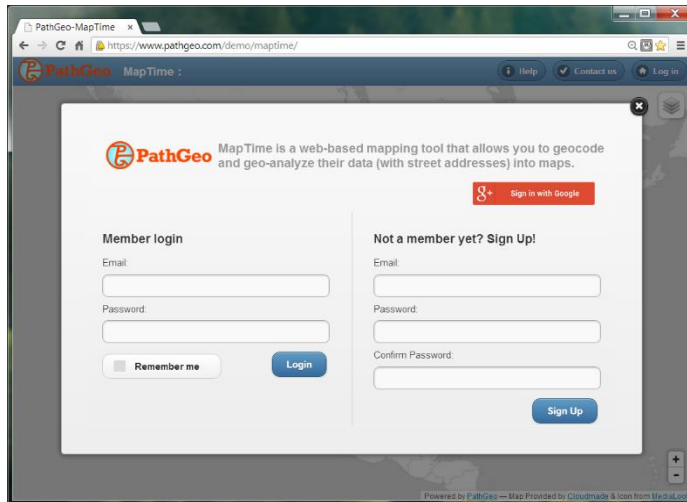 PathGeo-MapTime
https://www.pathgeo.com/demo/maptime/
PathGeo MapTime :
Help
Contact us
Log in
PathGeo
MapTime is a web-based mapping tool that allows you to geocode
and geo-analyze their data (with street addresses) into maps.
g+ Sign in with Google
Member login
Email:
Password:
Remember me
Login
Not a member yet? Sign Up!
Email:
Password:
Confirm Password:
Sign Up
+
-
Powered by PathGeo — Map Provided by Cloudmade & Icon from MediaLoot